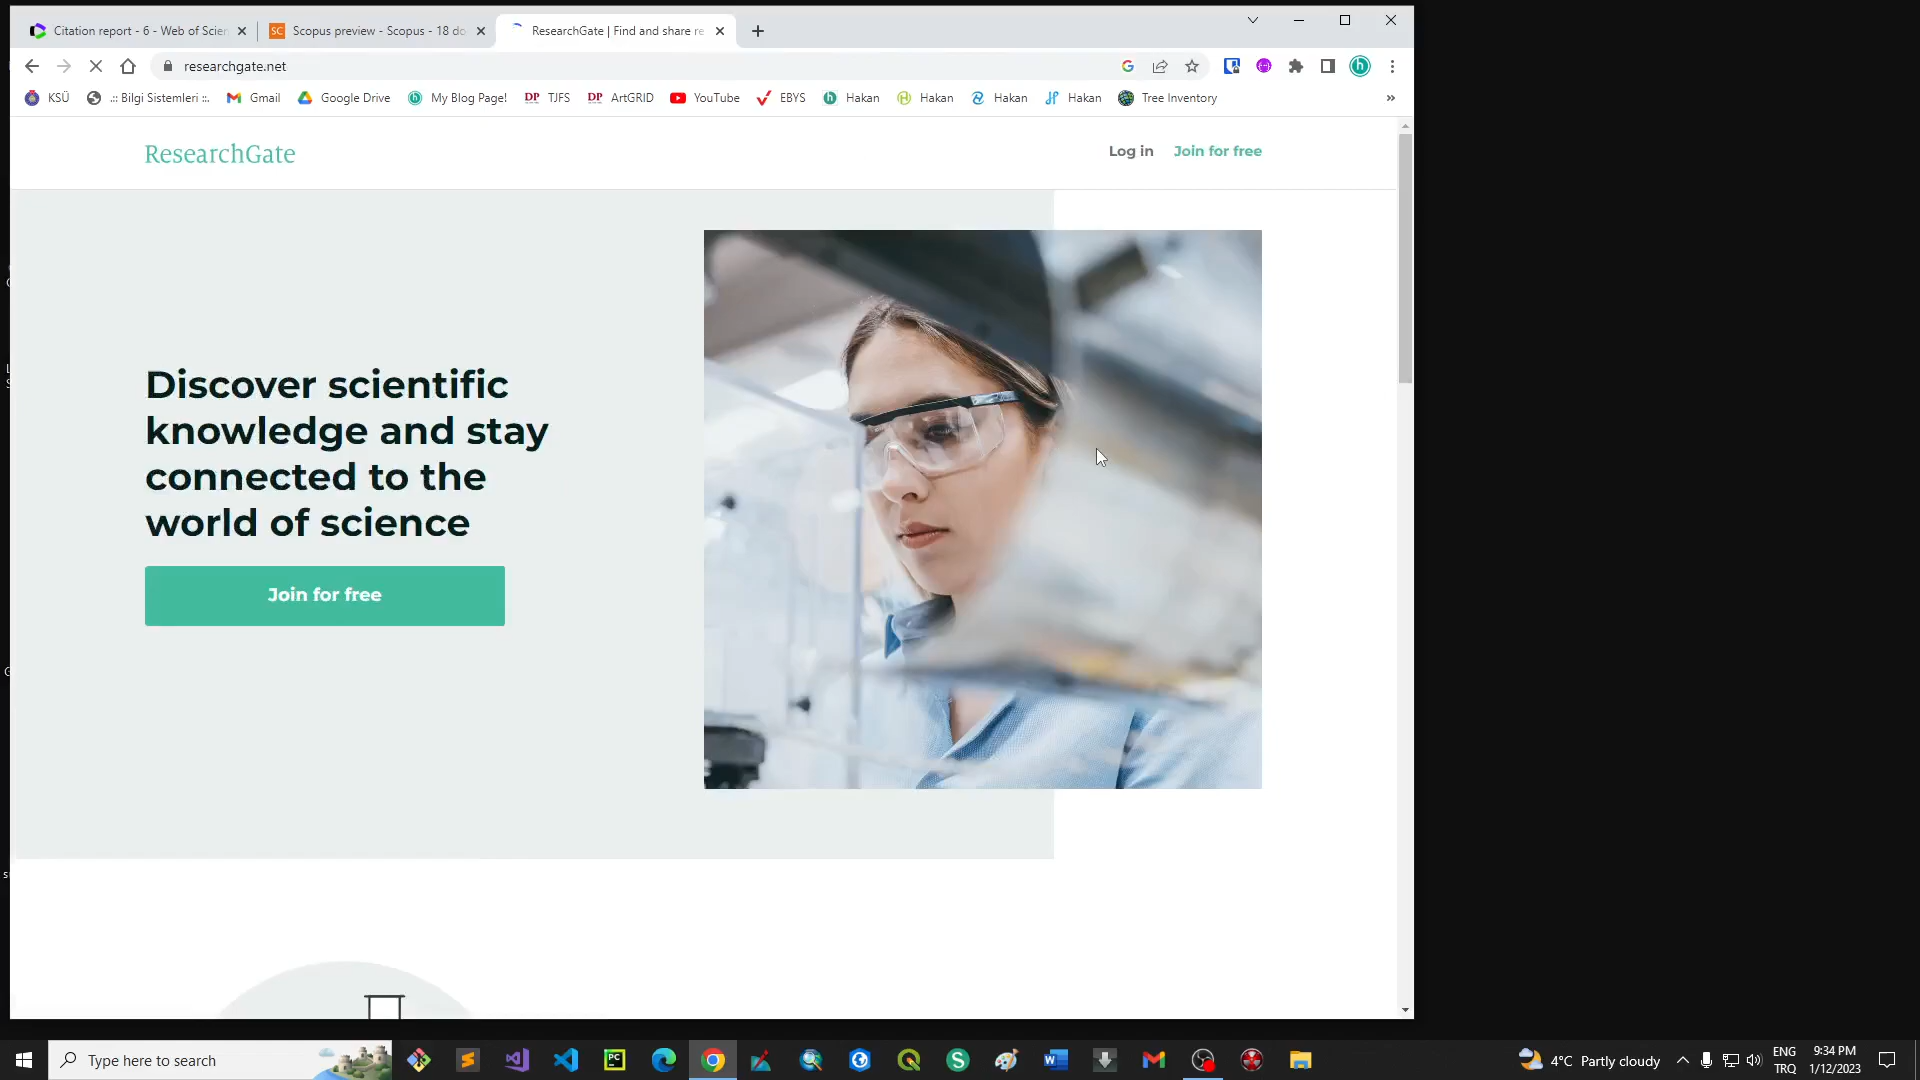 Citation report - 6 - Web of Scien
Scopus preview - Scopus - 18 do
ResearchGate | Find and share re
researchgate.net
KSÜ
.:: Bilgi Sistemleri ::.
Gmail
Google Drive
My Blog Page!
DP TJFS
DP ArtGRID
YouTube
EBYS
Hakan
Hakan
Hakan
Hakan
Tree Inventory
»
ResearchGate
Log in
Join for free
Discover scientific
knowledge and stay
connected to the
world of science
Join for free
Type here to search
4°C Partly cloudy
ENG
TRQ
9:34 PM
1/12/2023